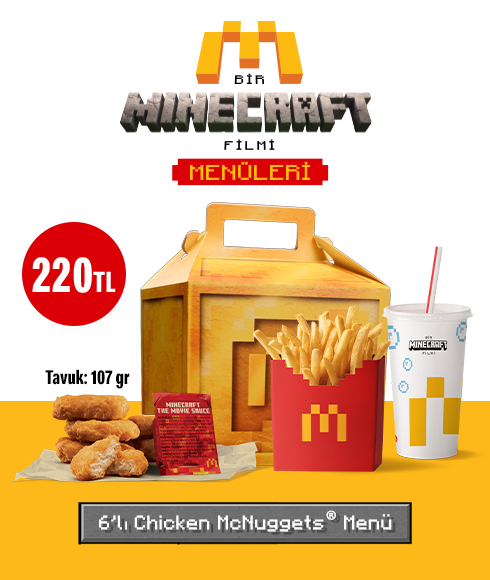 BİR
MINECRAFT
FİLMİ
MENÜLERİ
220TL
Tavuk: 107 gr
MINECRAFT
THE MOVIE SAUCE
BİR
MINECRAFT
FİLMİ
6'lı Chicken McNuggets® Menü